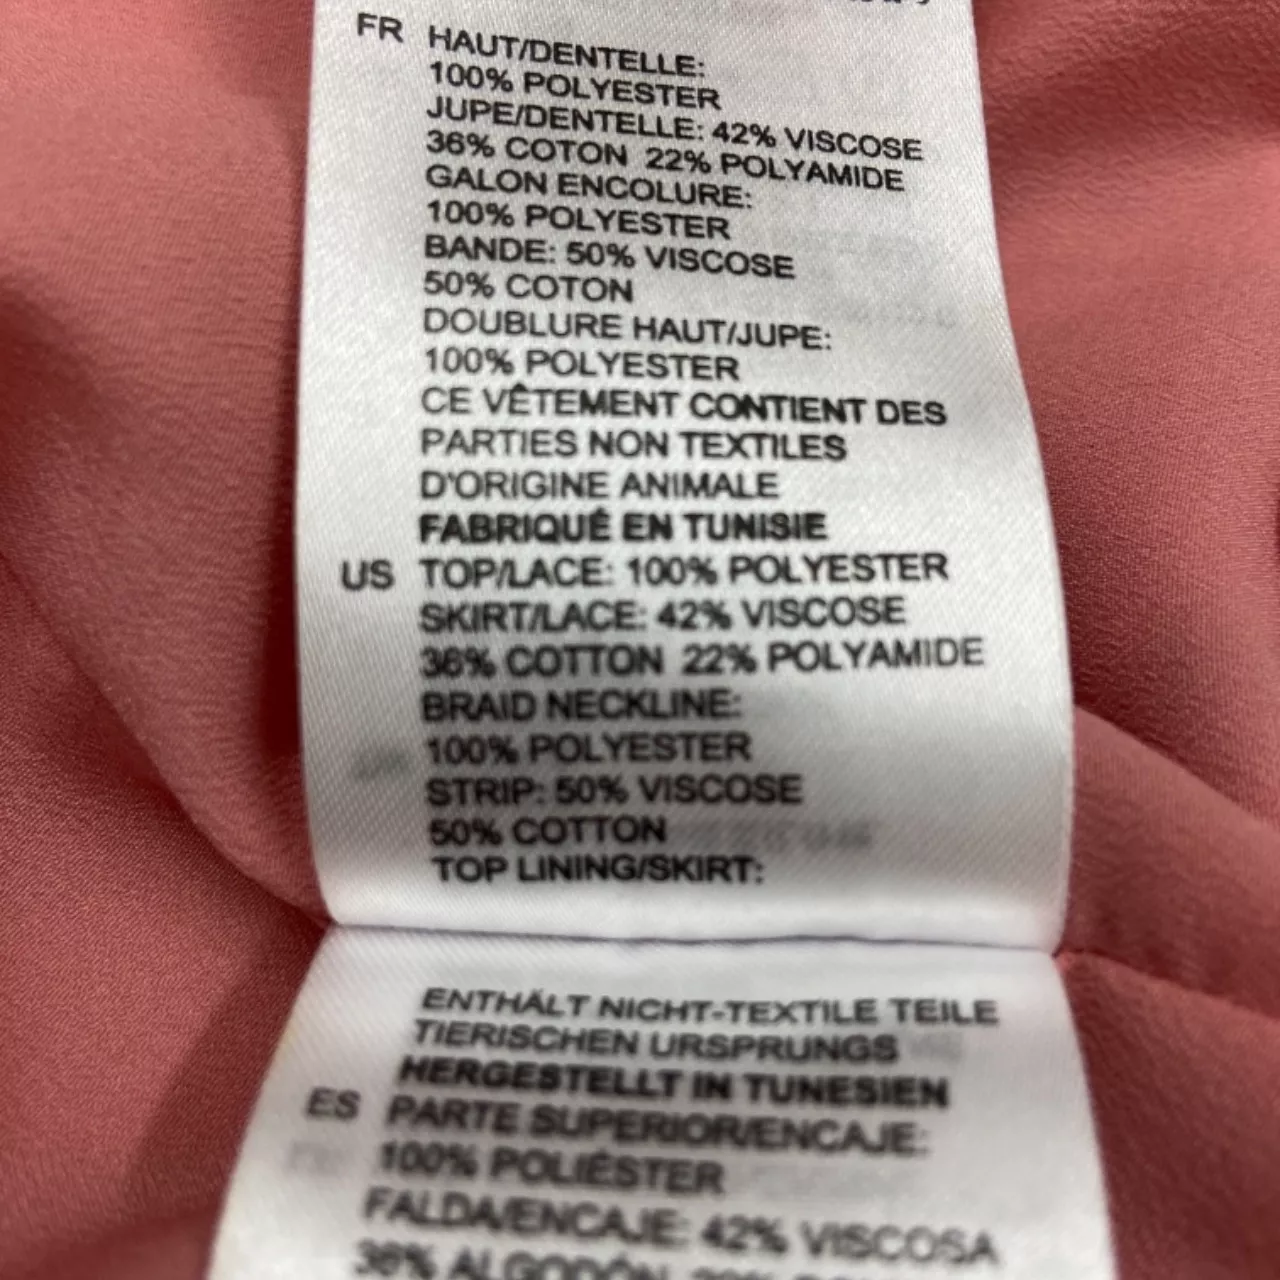 FR HAUT/DENTELLE:
100% POLYESTER
JUPE/DENTELLE: 42% VISCOSE
36% COTON 22% POLYAMIDE
GALON ENCOLURE:
100% POLYESTER
BANDE: 50% VISCOSE
50% COTON
DOUBLURE HAUT/JUPE:
100% POLYESTER
CE VÊTEMENT CONTIENT DES
PARTIES NON TEXTILES
D'ORIGINE ANIMALE
FABRIQUÉ EN TUNISIE
US TOP/LACE: 100% POLYESTER
SKIRT/LACE: 42% VISCOSE
36% COTTON 22% POLYAMIDE
BRAID NECKLINE:
100% POLYESTER
STRIP: 50% VISCOSE
50% COTTON
TOP LINING/SKIRT:
ENTHÄLT NICHT-TEXTILE TEILE
TIERISCHEN URSPRUNGS
HERGESTELLT IN TUNESIEN
ES PARTE SUPERIOR/ENCAJE:
100% POLIÉSTER
FALDA/ENCAJE: 42% VISCOSA
36% ALGODÓN